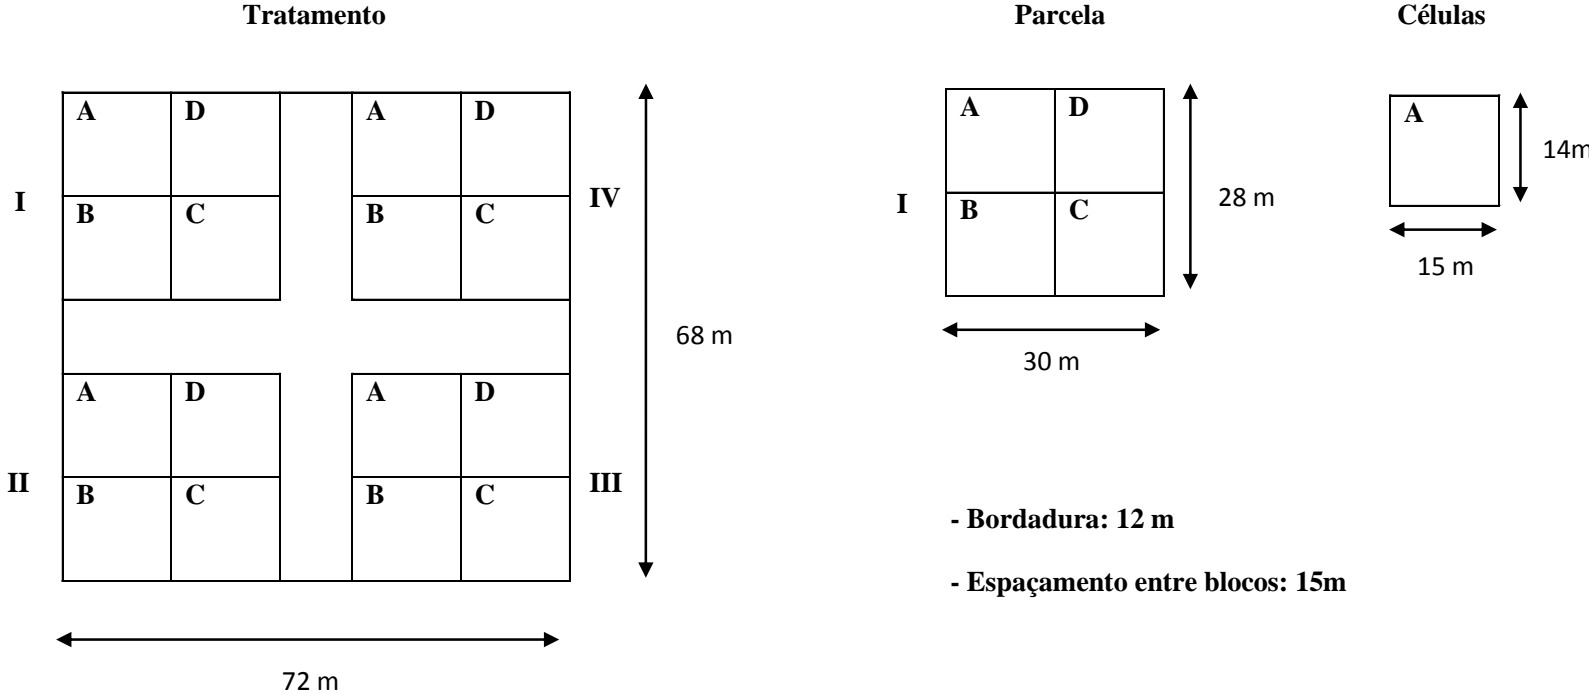 Tratamento
Parcela
Células
A D A D
I IV
B C B C
68 m
A D A D
II III
B C B C
72 m
A D
I
B C
28 m
30 m
A
14m
15 m
- Bordadura: 12 m
- Espaçamento entre blocos: 15m